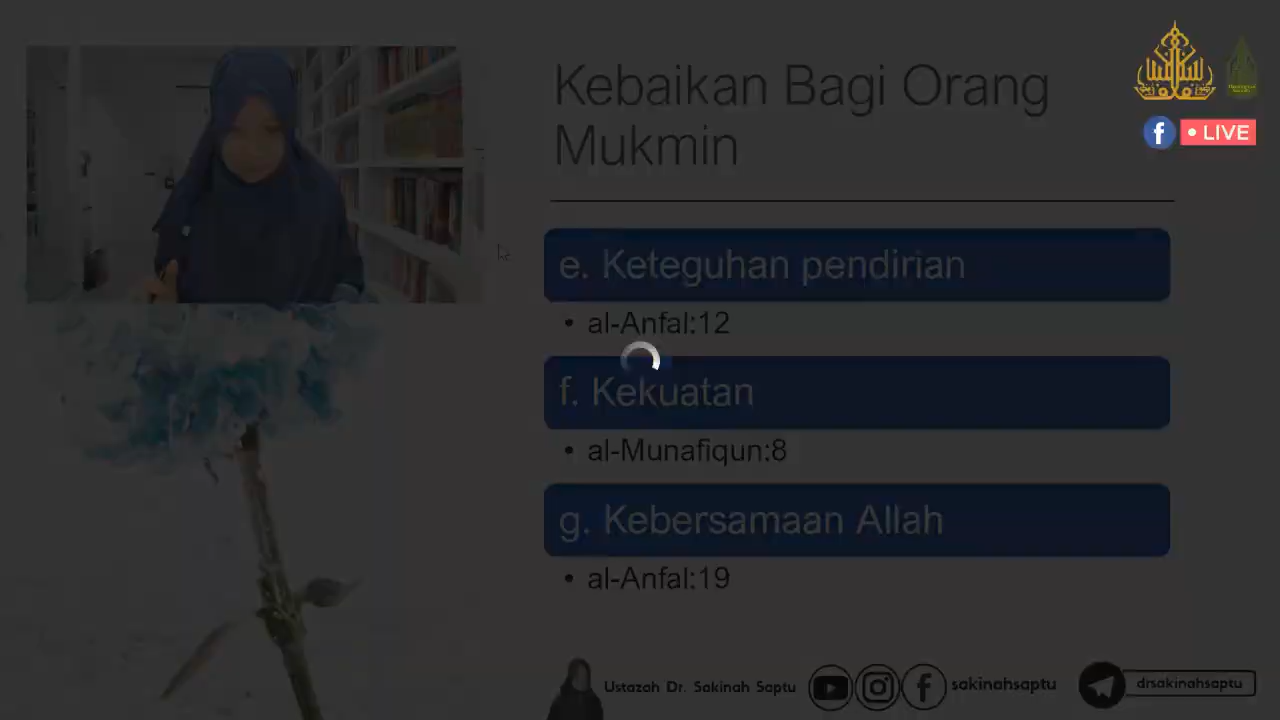 Kebaikan Bagi Orang
Mukmin
LIVE
e. Keteguhan pendirian
• al-Anfal:12
f. Kekuatan
• al-Munafiqun:8
g. Kebersamaan Allah
• al-Anfal:19
Ustazah Dr. Sakinah Saptu
sakinahsaptu
drsakinahsaptu